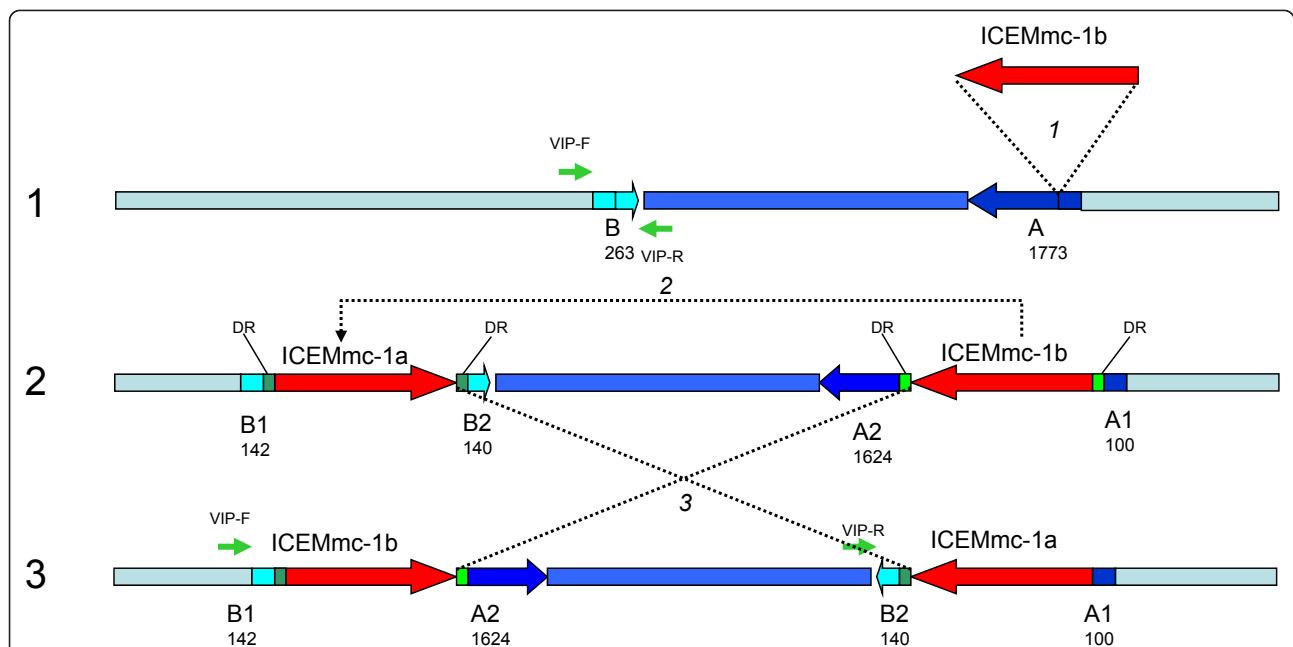 ICEMmc-1b
1
VIP-F
1
B
263
VIP-R
A
1773
2
DR
ICEMmc-1a
DR
DR
ICEMmc-1b
DR
2
B1
142
B2
140
A2
1624
A1
100
3
VIP-F
ICEMmc-1b
VIP-R
ICEMmc-1a
3
B1
142
A2
1624
B2
140
A1
100